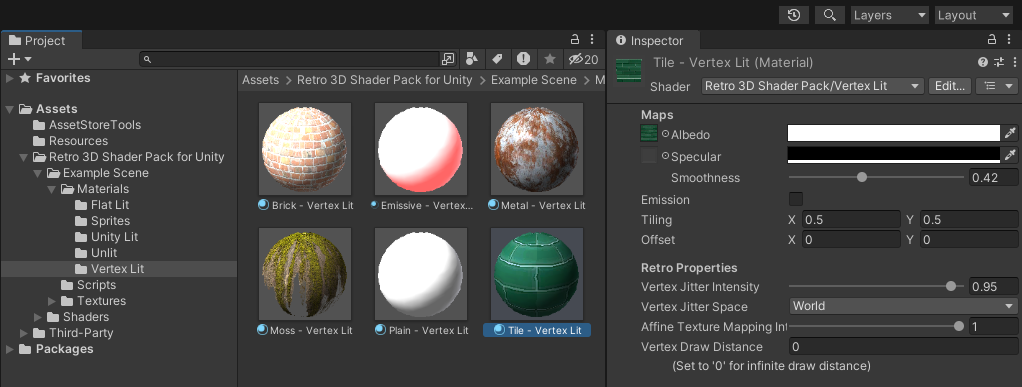 Layers Layout
Project
20
Favorites
Assets
AssetStoreTools
Resources
Retro 3D Shader Pack for Unity
Example Scene
Materials
Flat Lit
Sprites
Unity Lit
Unlit
Vertex Lit
Scripts
Textures
Shaders
Third-Party
Packages
Assets Retro 3D Shader Pack for Unity Example Scene M
Brick - Vertex Lit Emissive - Vertex... Metal - Vertex Lit
Moss - Vertex Lit Plain - Vertex Lit Tile - Vertex Lit
Inspector
Tile - Vertex Lit (Material)
Shader Retro 3D Shader Pack/Vertex Lit Edit...
Maps
Albedo
Specular
Smoothness 0.42
Emission
Tiling X 0.5 Y 0.5
Offset X 0 Y 0
Retro Properties
Vertex Jitter Intensity 0.95
Vertex Jitter Space World
Affine Texture Mapping Int 1
Vertex Draw Distance 0
(Set to '0' for infinite draw distance)